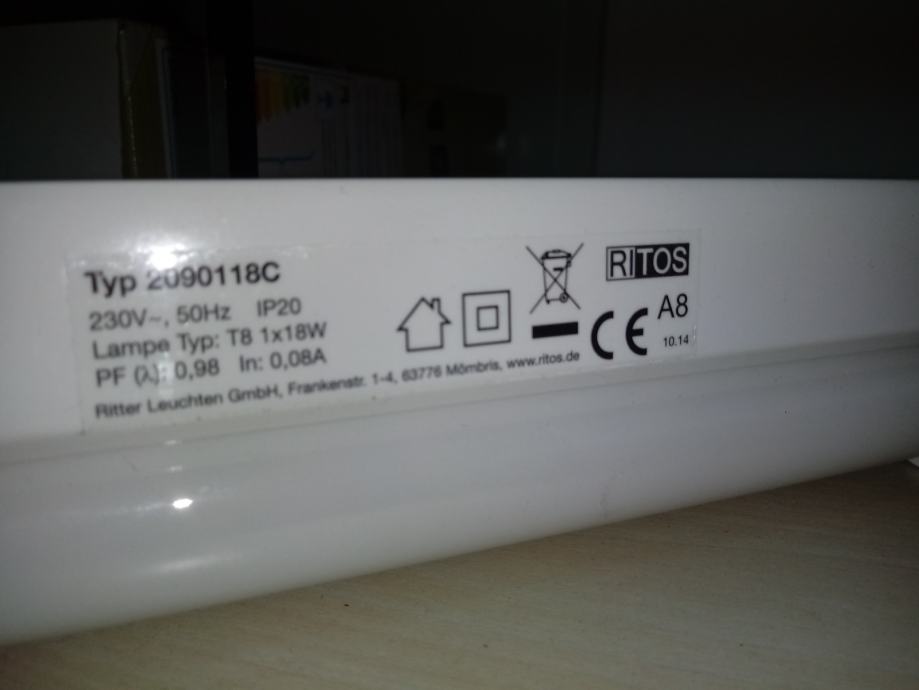 Typ 2090118C
230V~, 50Hz IP20
Lampe Typ: T8 1x18W
PF (λ): 0,98 In: 0,08A
Ritter Leuchten GmbH, Frankenstr. 1-4, 63776 Mömbris, www.ritos.de
RITOS
CE A8
10.14